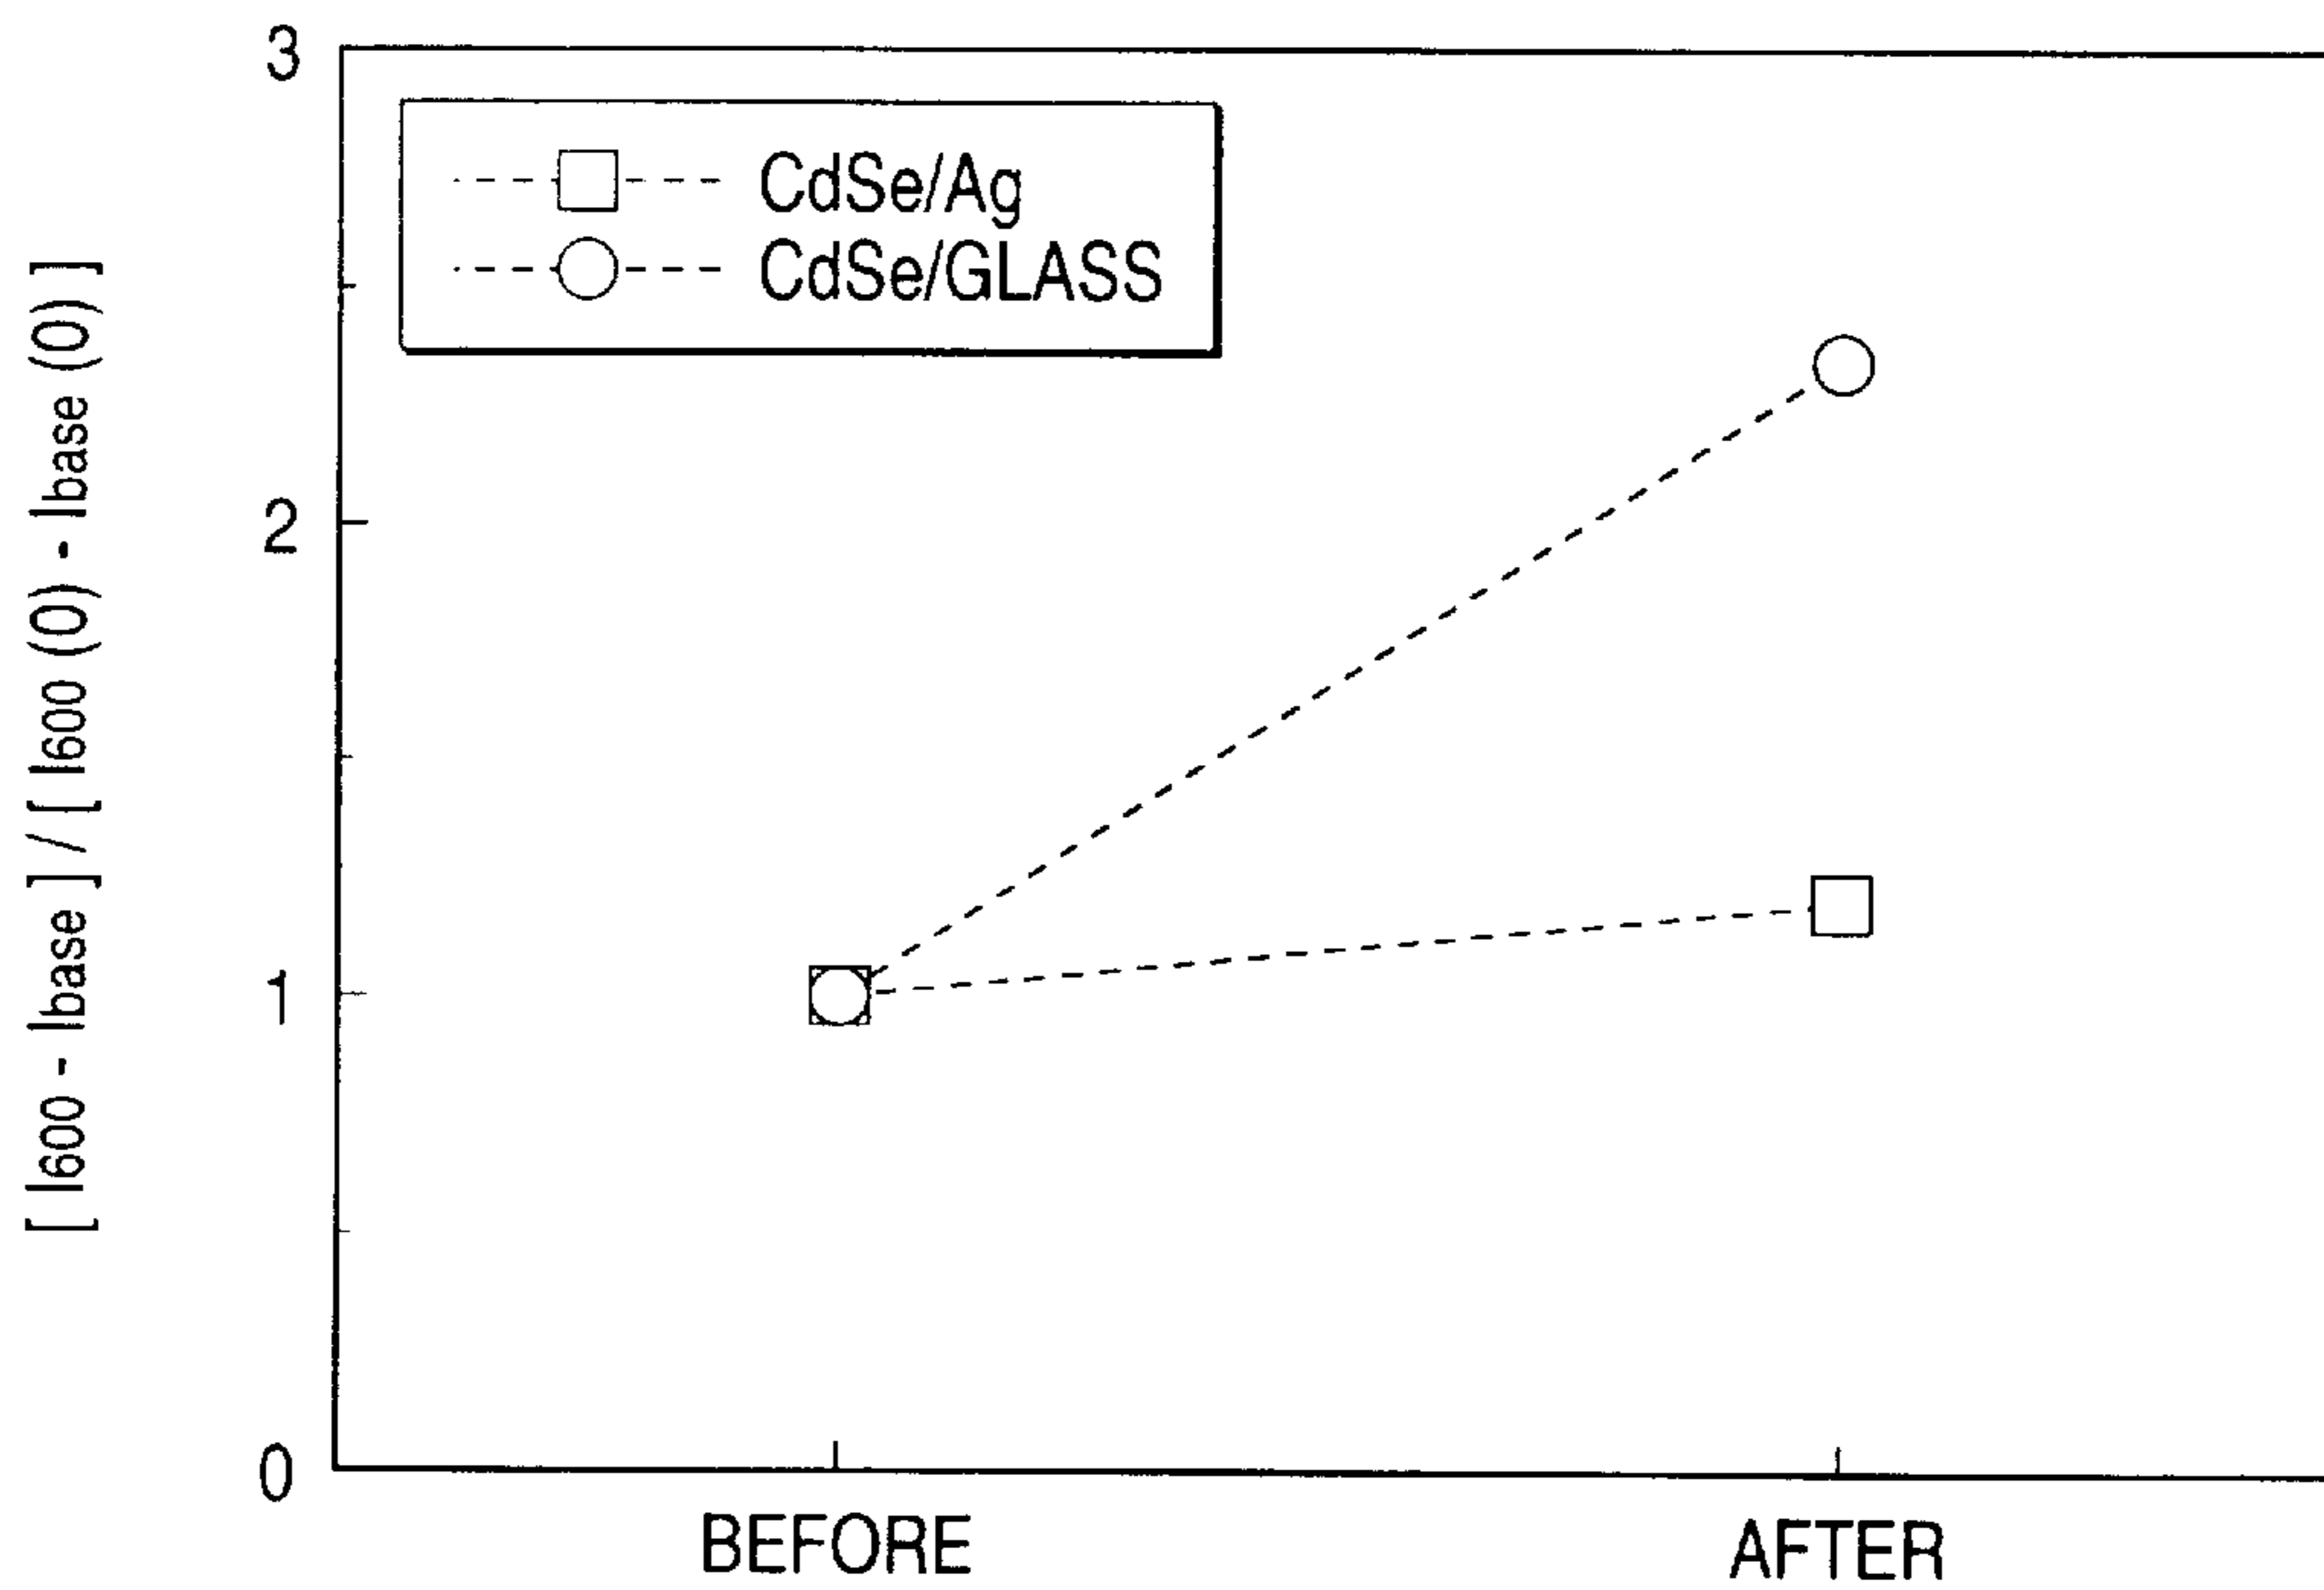 3
CdSe/Ag
CdSe/GLASS
2
1
0
[ I600 - Ibase ] / [ I600 (0) - Ibase (0) ]
BEFORE
AFTER